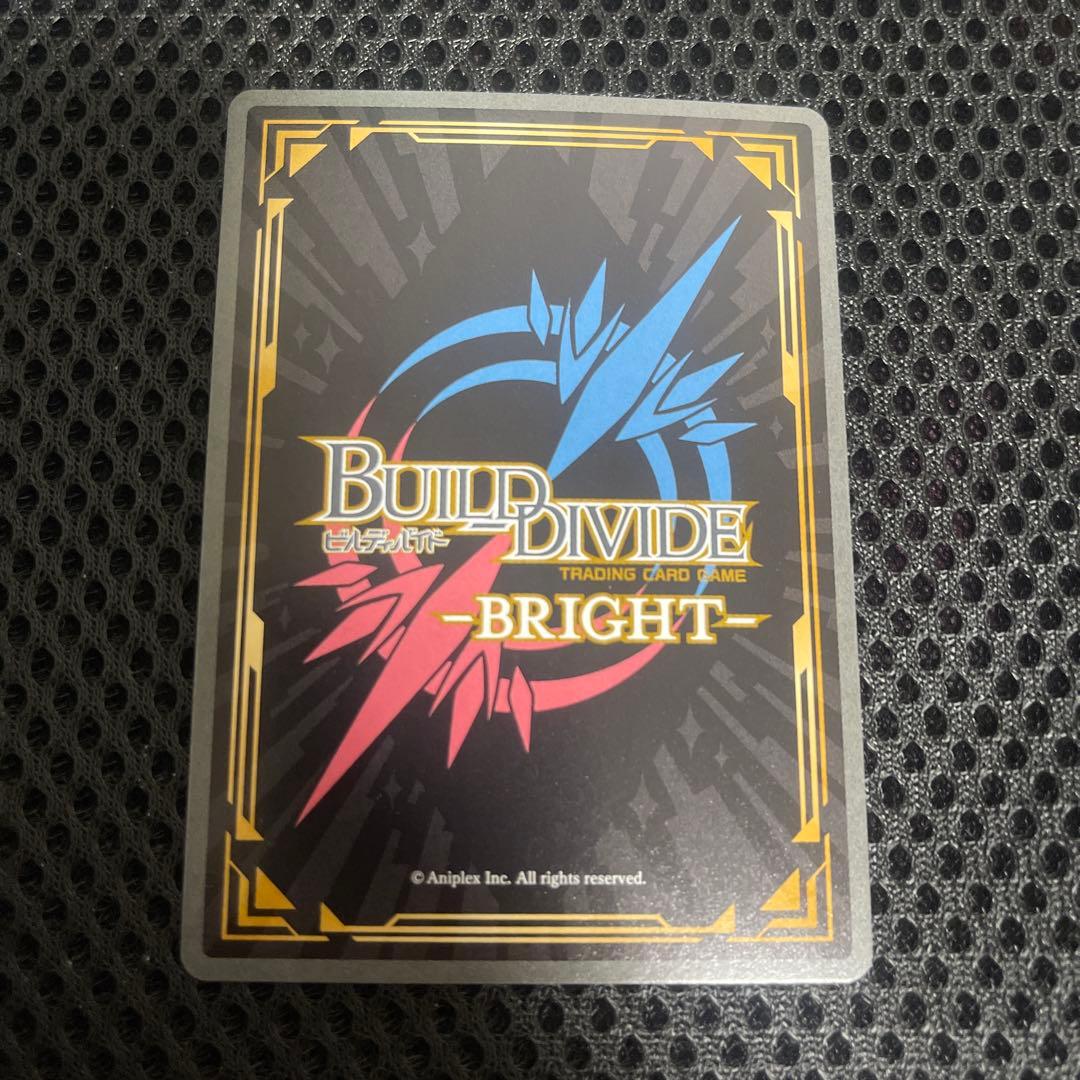 BUILD DIVIDE
ビルディバイド
TRADING CARD GAME
-BRIGHT-
© Aniplex Inc. All rights reserved.